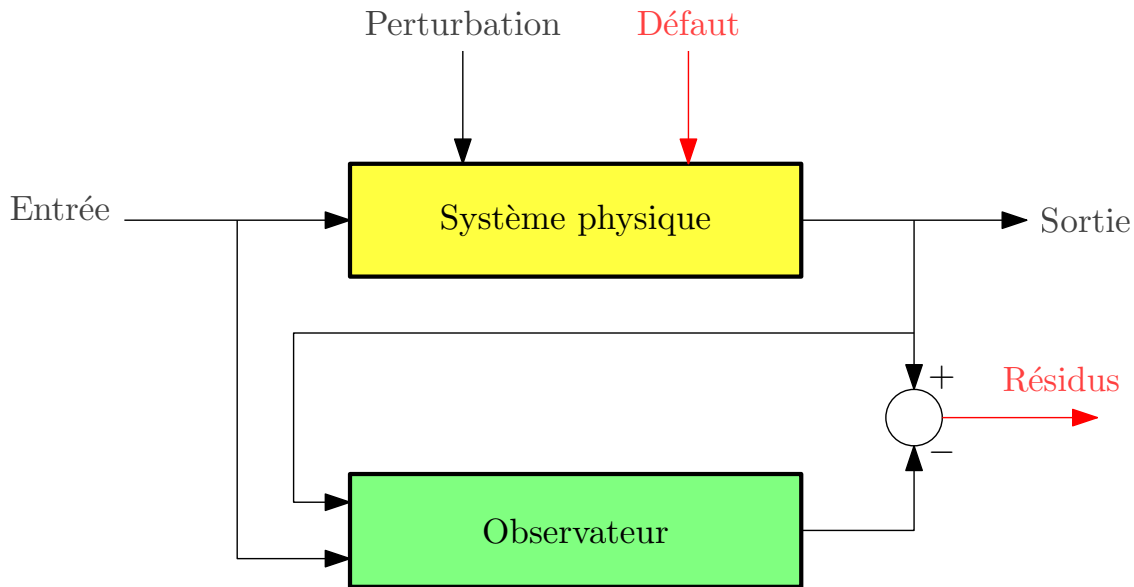 Perturbation
Défaut
Entrée
Système physique
Sortie
+
Résidus
−
Observateur